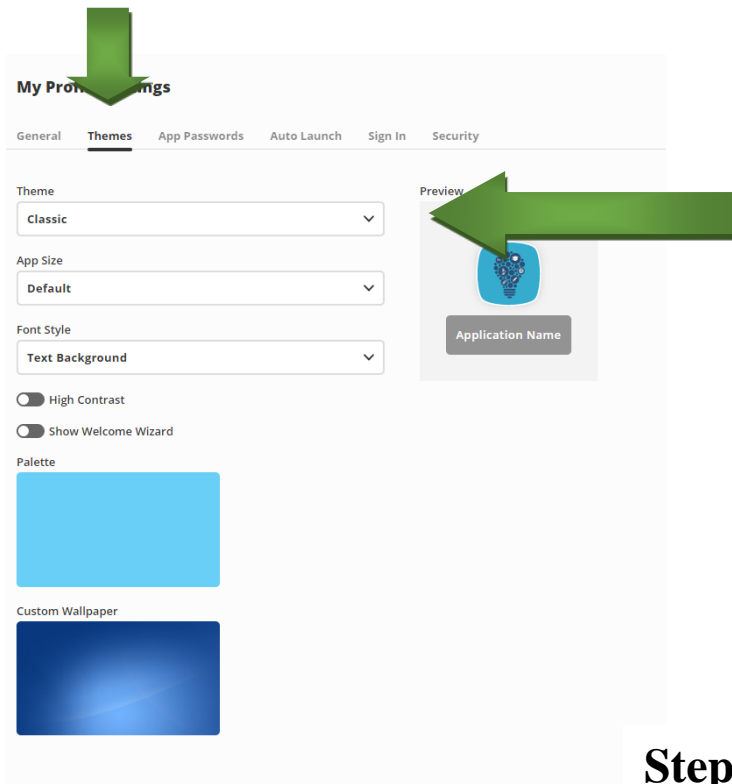 My Pro ngs
General Themes App Passwords Auto Launch Sign In Security
Theme
Preview
Classic
App Size
Default
Font Style
Application Name
Text Background
High Contrast
Show Welcome Wizard
Palette
Custom Wallpaper
Step